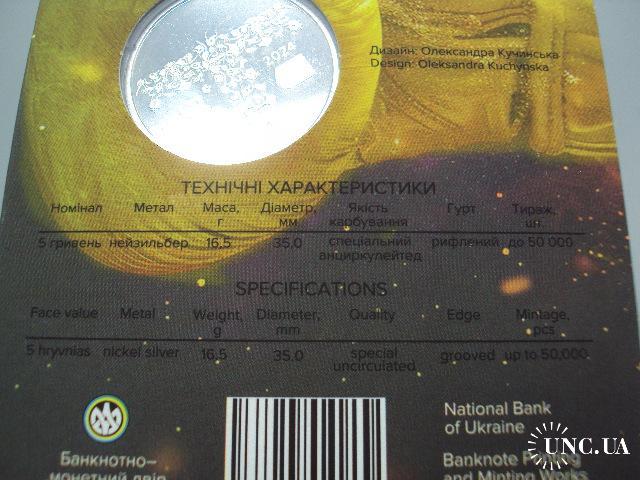 2024
Дизайн: Олександра Кучинська
Design: Oleksandra Kuchynska
ТЕХНІЧНІ ХАРАКТЕРИСТИКИ
Номінал Метал Маса, г Діаметр, мм Якість карбування Гурт Тираж, шт.
5 гривень нейзильбер 16,5 35,0 спеціальний анциркулейтед рифлений до 50 000
SPECIFICATIONS
Face value Metal Weight, g Diameter, mm Quality Edge Mintage, pcs
5 hryvnias nickel silver 16.5 35.0 special uncirculated grooved up to 50,000
Банкнотно–
монетний двір
National Bank
of Ukraine
Banknote Printing
and Minting Works
UNC.UA